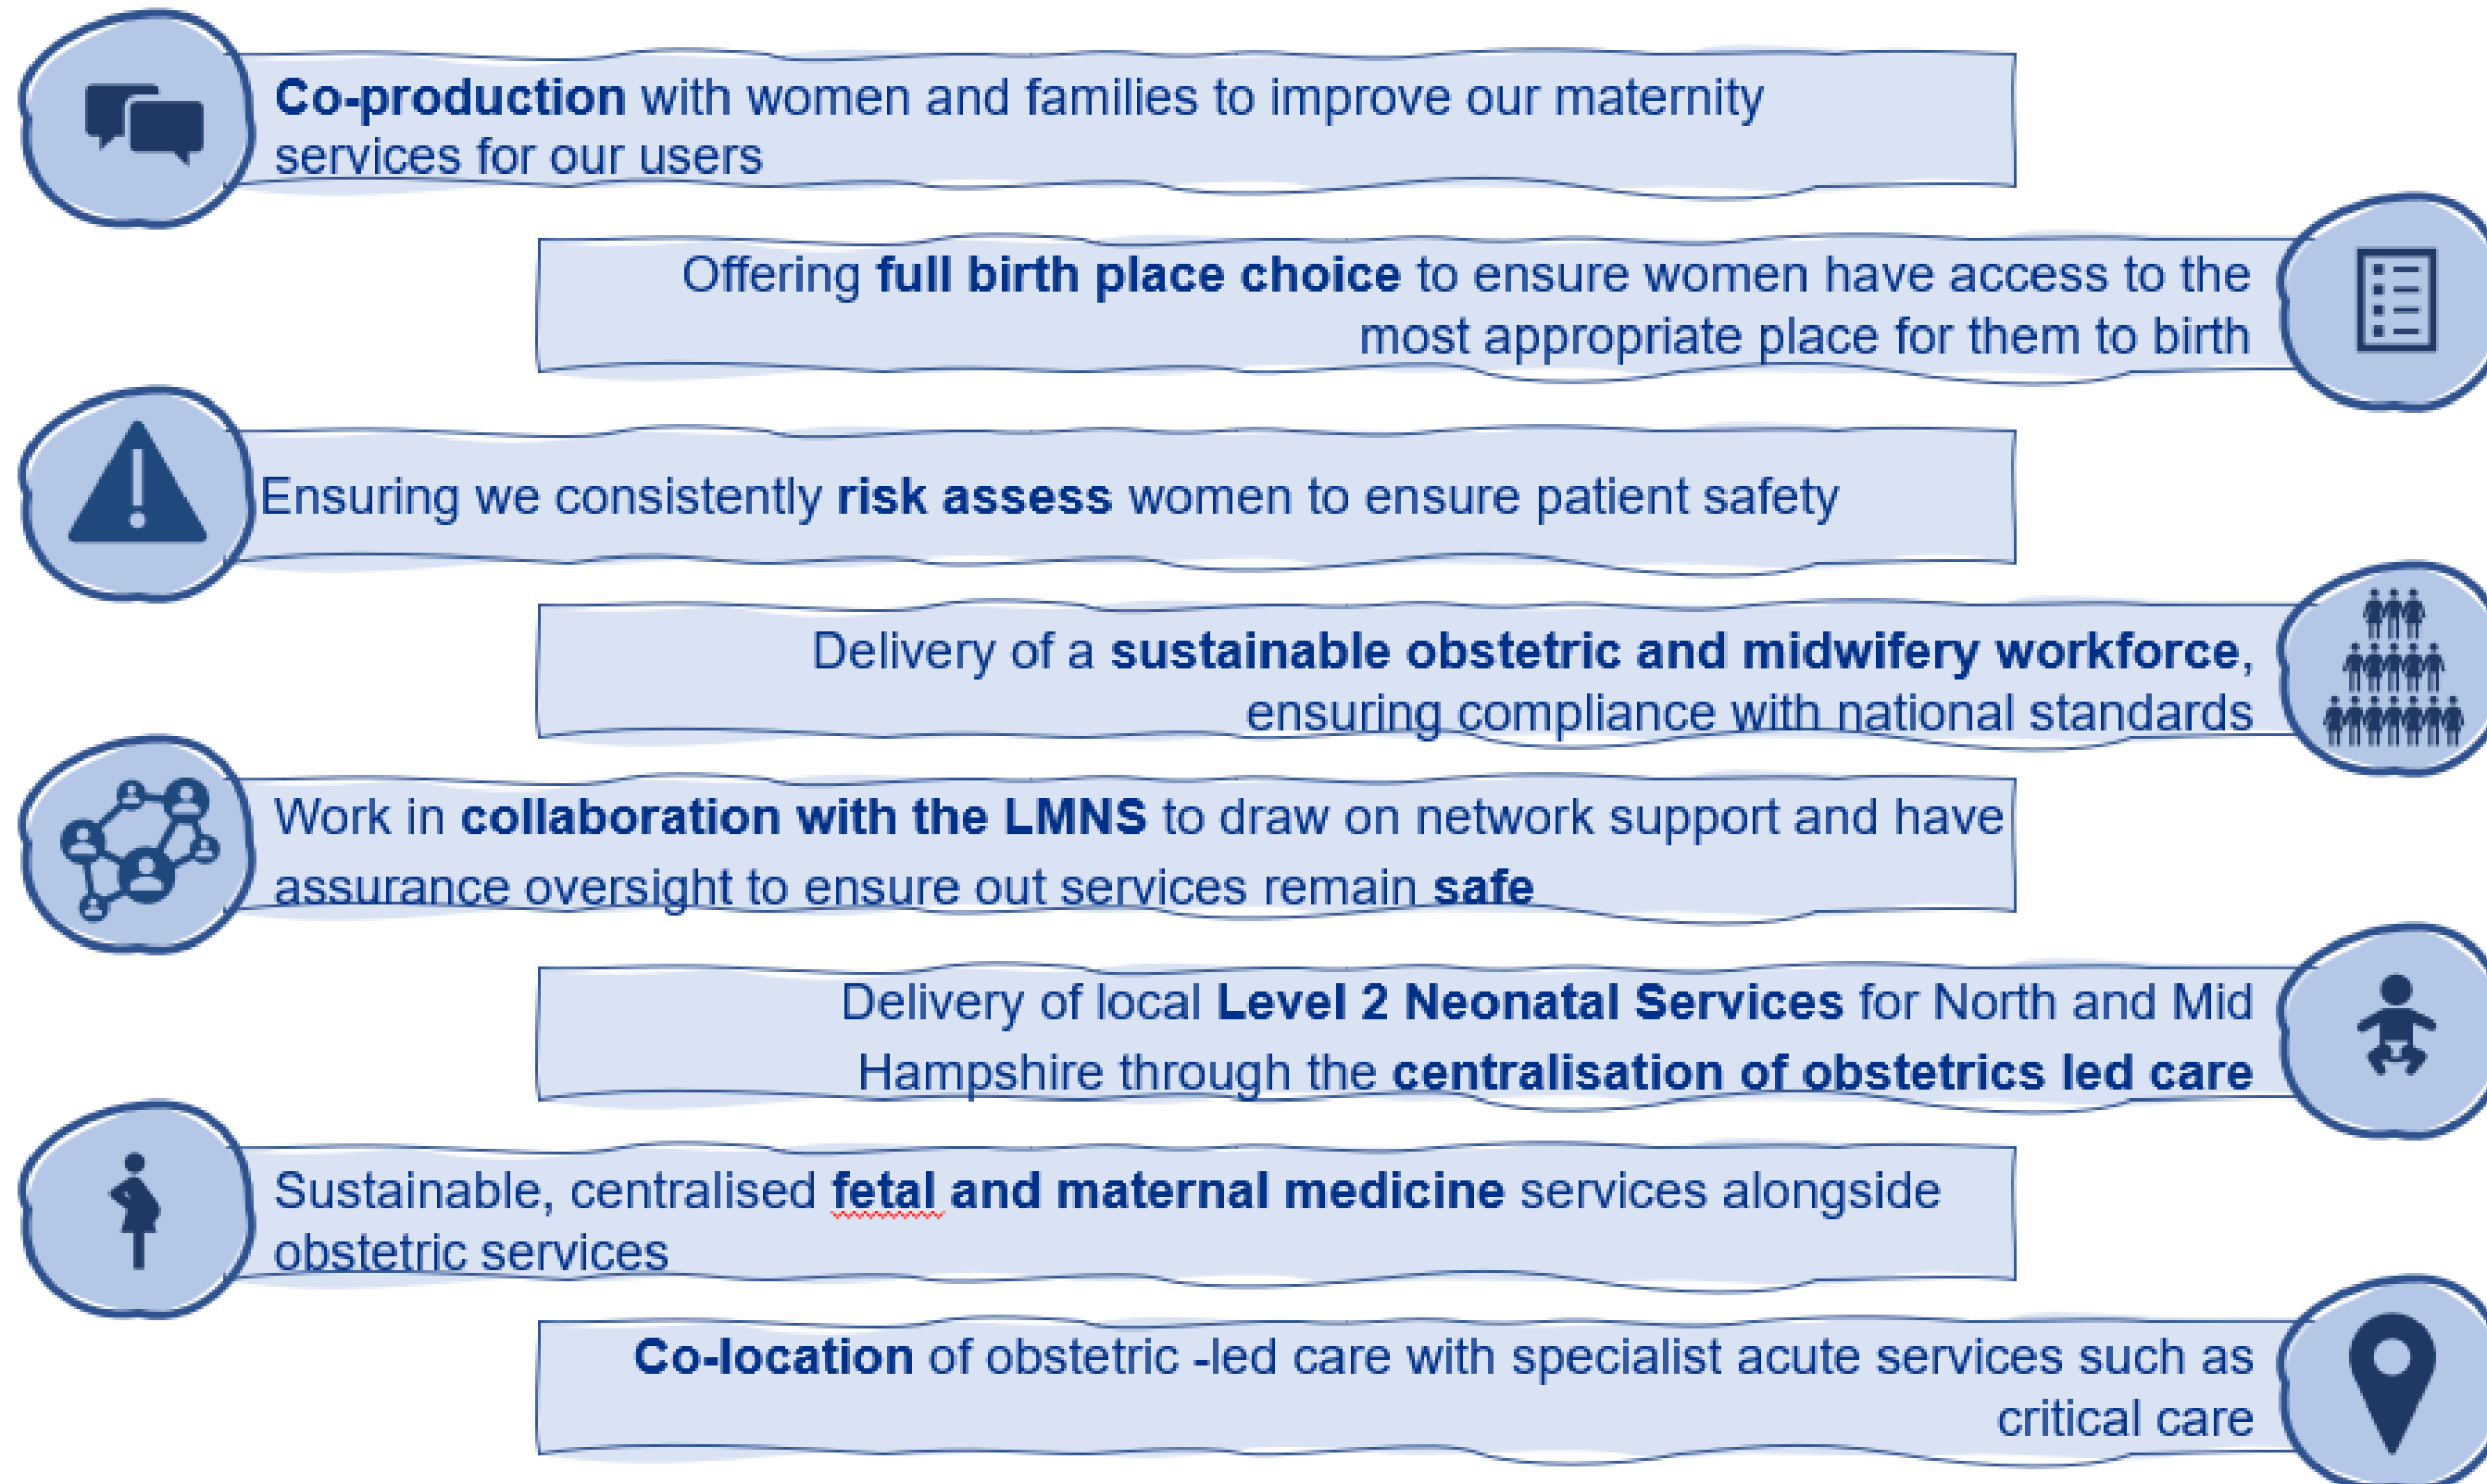 Co-production with women and families to improve our maternity
services for our users
Offering full birth place choice to ensure women have access to the
most appropriate place for them to birth
Ensuring we consistently risk assess women to ensure patient safety
Delivery of a sustainable obstetric and midwifery workforce,
ensuring compliance with national standards
Work in collaboration with the LMNS to draw on network support and have
assurance oversight to ensure out services remain safe
Delivery of local Level 2 Neonatal Services for North and Mid
Hampshire through the centralisation of obstetrics led care
Sustainable, centralised fetal and maternal medicine services alongside
obstetric services
Co-location of obstetric -led care with specialist acute services such as
critical care